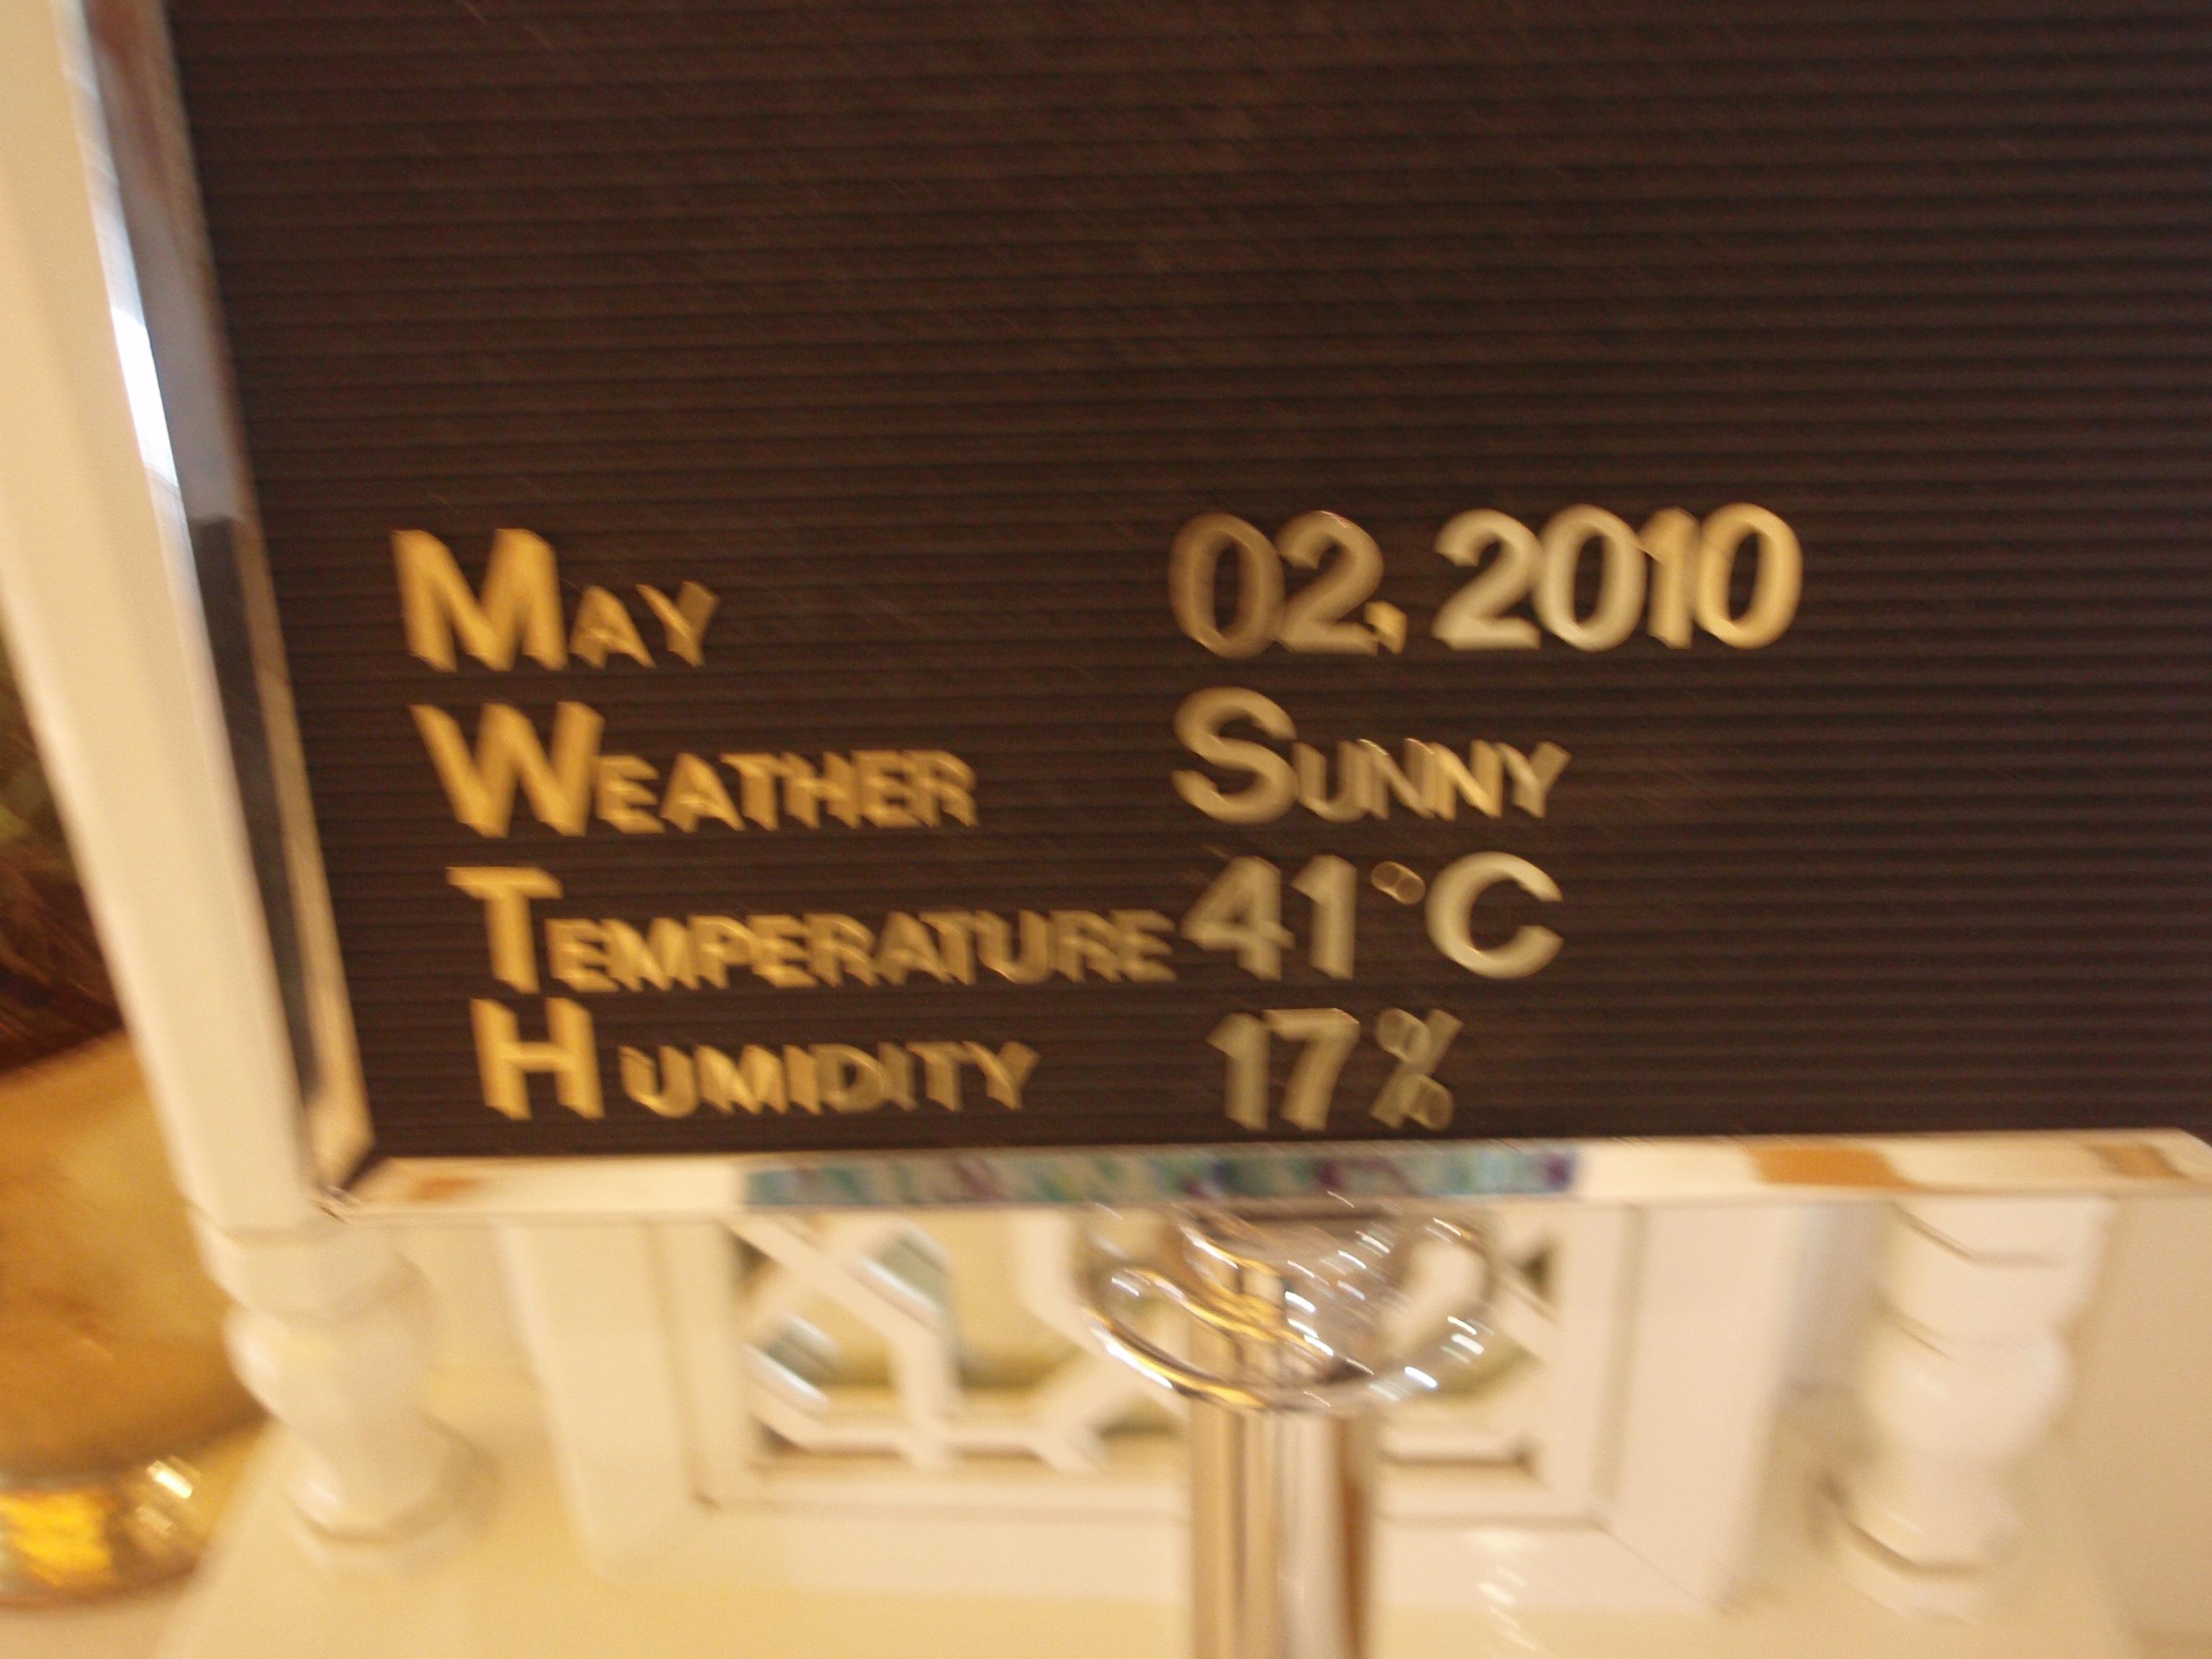 MAY 02, 2010
WEATHER SUNNY
TEMPERATURE 41°C
HUMIDITY 17%